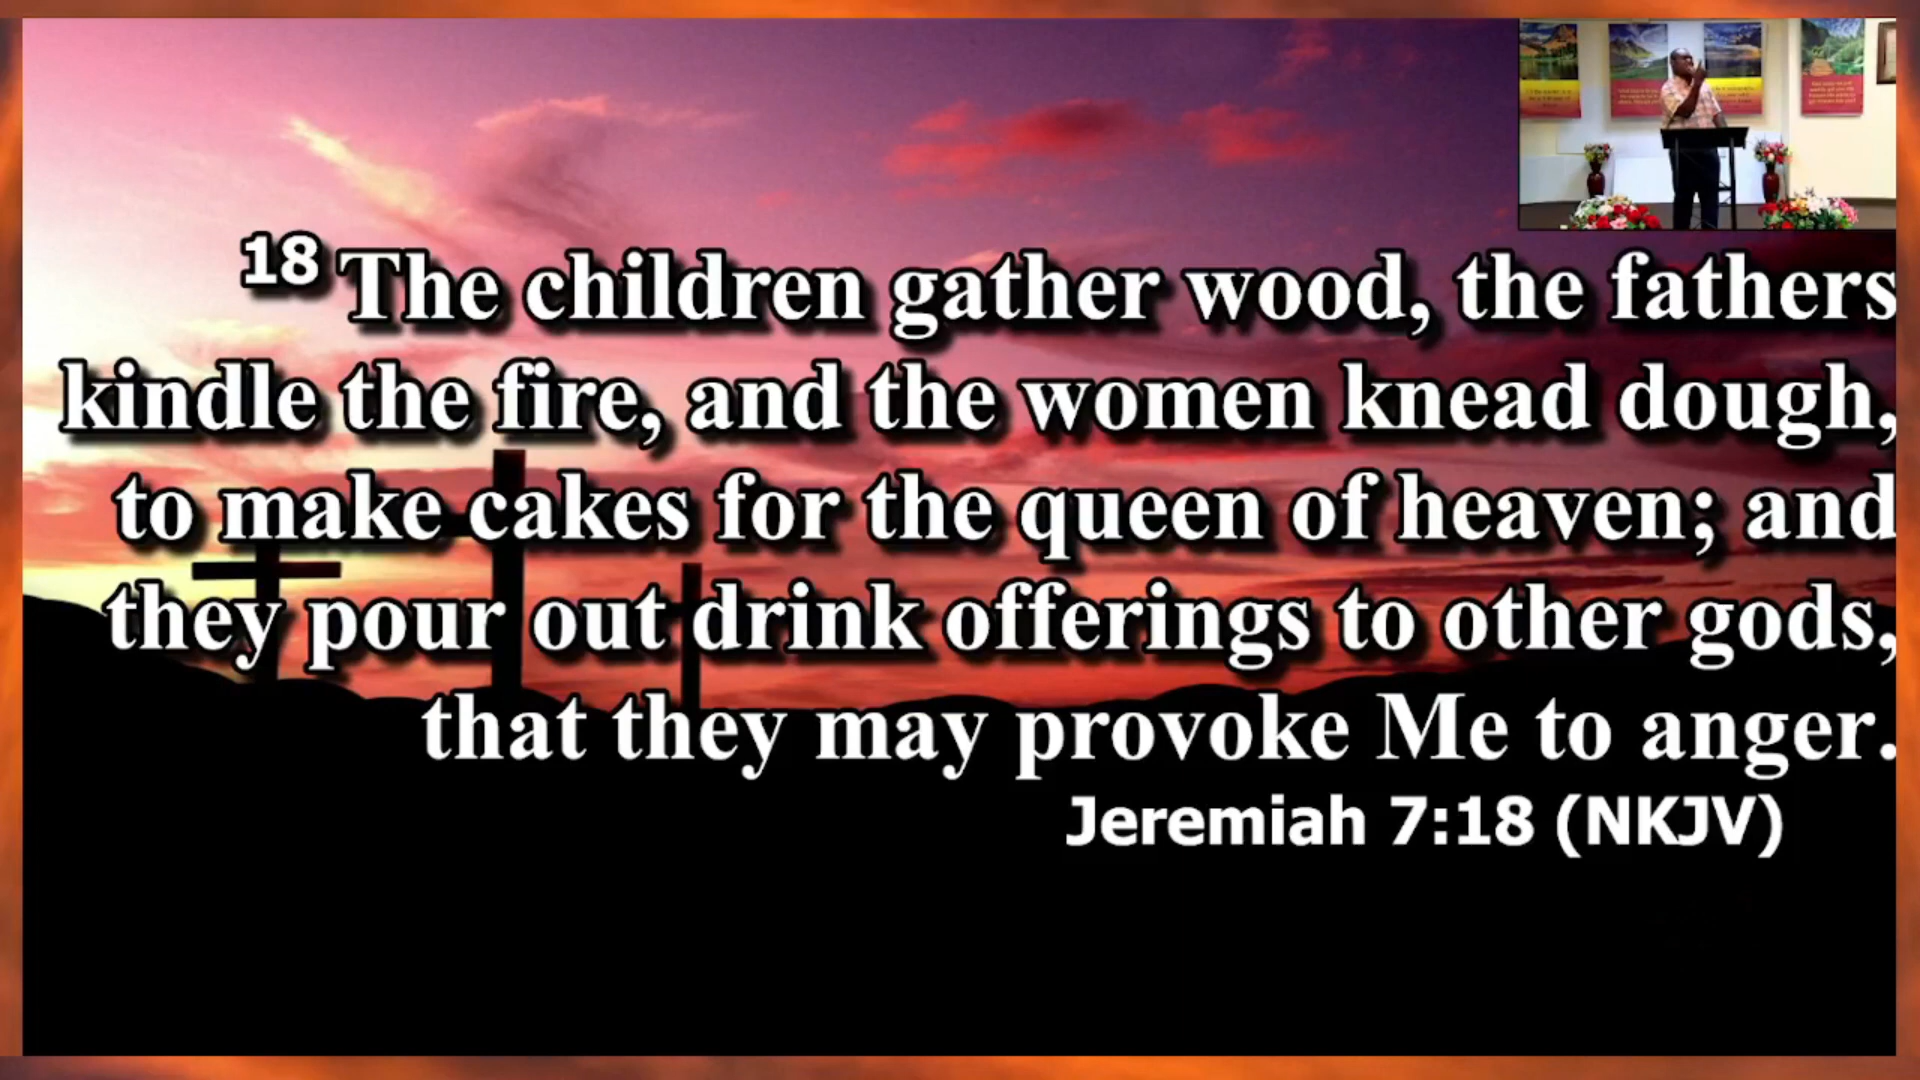 18 The children gather wood, the fathers
kindle the fire, and the women knead dough,
to make cakes for the queen of heaven; and
they pour out drink offerings to other gods,
that they may provoke Me to anger.
Jeremiah 7:18 (NKJV)